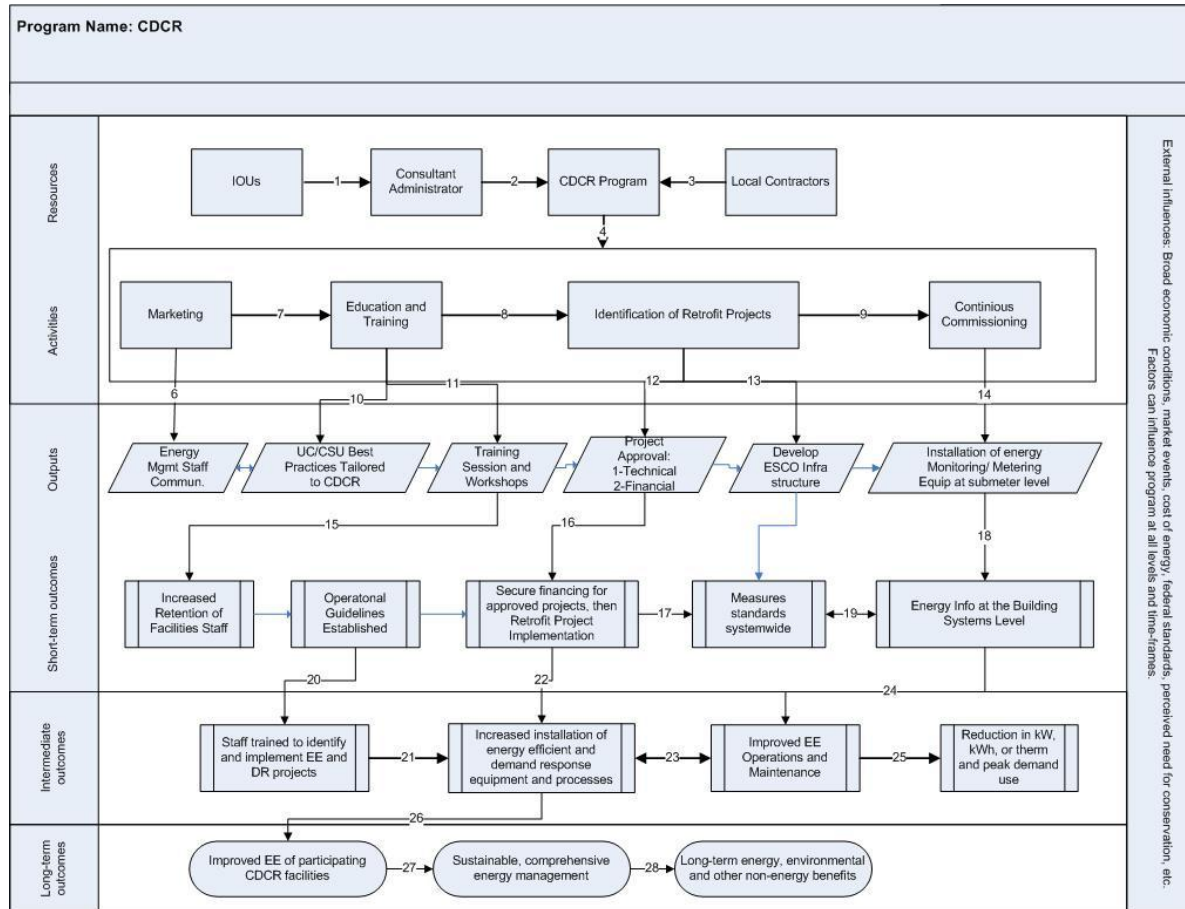 Program Name: CDCR
Resources
IOUs
1
Consultant
Administrator
2
CDCR Program
3
Local Contractors
4
Activities
Marketing
7
Education and
Training
8
Identification of Retrofit Projects
9
Continious
Commissioning
6
10
11
12
13
14
Outputs
Energy
Mgmt Staff
Commun.
UC/CSU Best
Practices Tailored
to CDCR
Training
Session and
Workshops
Project
Approval:
1-Technical
2-Financial
Develop
ESCO Infra
structure
Installation of energy
Monitoring/ Metering
Equip at submeter level
15
16
18
Short-term outcomes
Increased
Retention of
Facilities Staff
Operatonal
Guidelines
Established
Secure financing for
approved projects, then
Retrofit Project
Implementation
17
Measures
standards
systemwide
19
Energy Info at the Building
Systems Level
20
22
24
Intermediate
outcomes
Staff trained to identify
and implement EE and
DR projects
21
Increased installation of
energy efficient and
demand response
equipment and processes
23
Improved EE
Operations and
Maintenance
25
Reduction in kW,
kWh, or therm
and peak demand
use
26
Long-term
outcomes
Improved EE of participating
CDCR facilities
27
Sustainable, comprehensive
energy management
28
Long-term energy, environmental
and other non-energy benefits
External influences: Broad economic conditions, market events, cost of energy, federal standards, perceived need for conservation, etc.
Factors can influence program at all levels and time-frames.